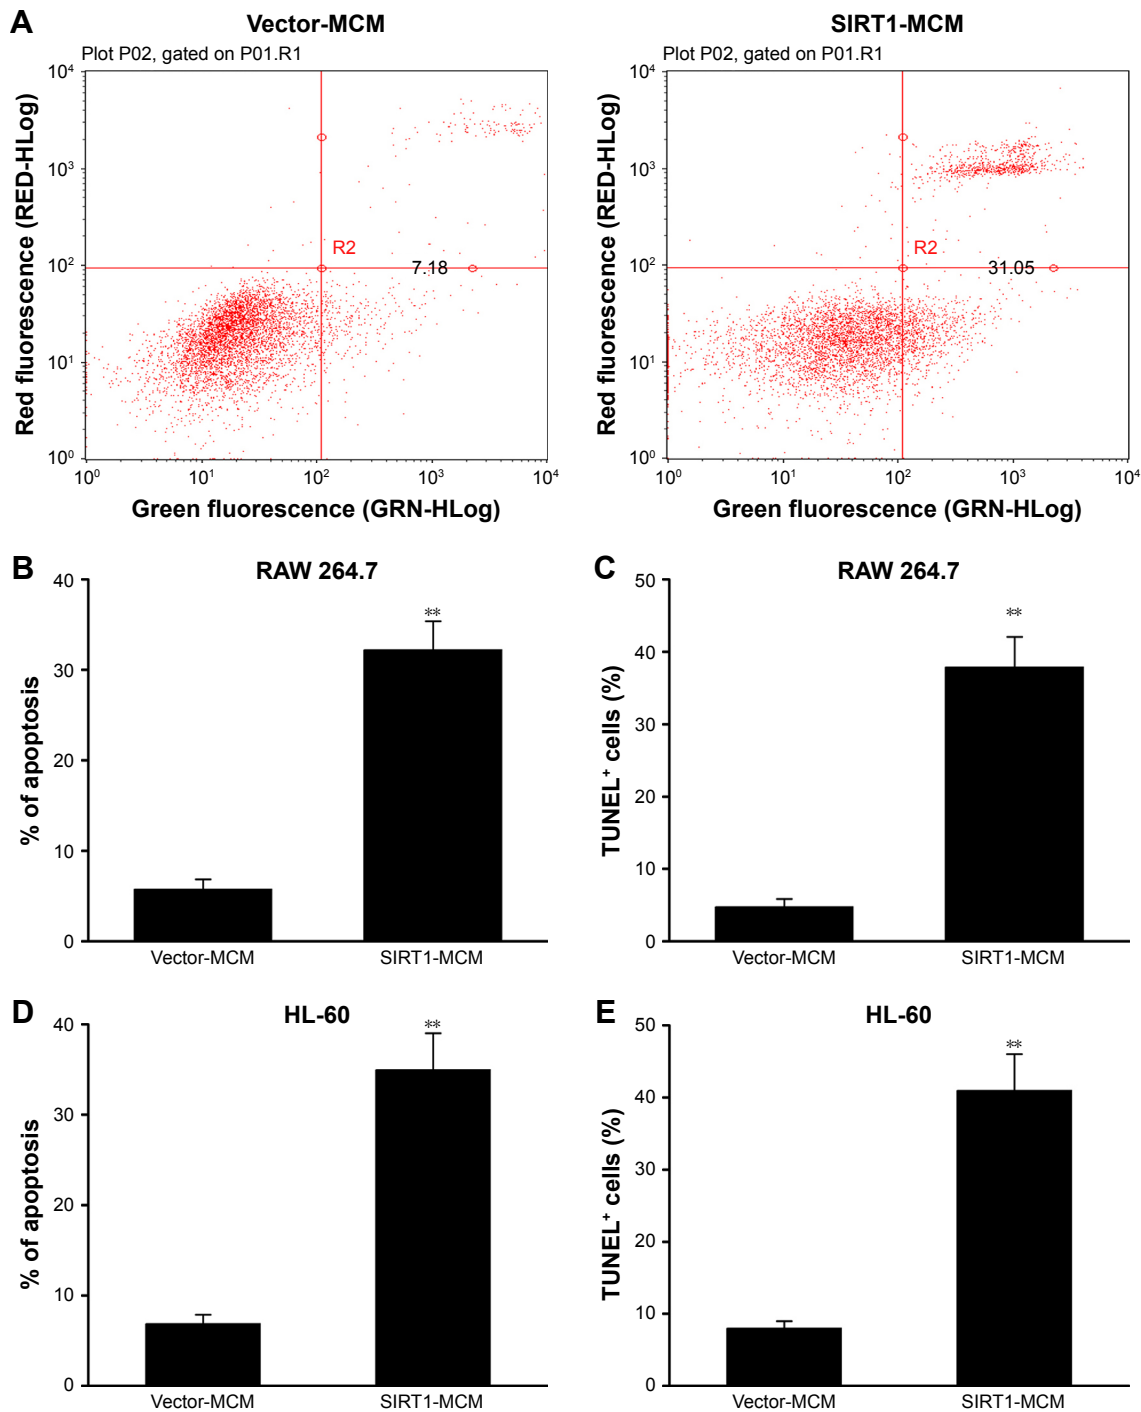 A
Vector-MCM
Plot P02, gated on P01.R1
10⁴
10³
10²
10¹
10⁰
Red fluorescence (RED-HLog)
R2
7.18
10⁰ 10¹ 10² 10³ 10⁴
Green fluorescence (GRN-HLog)
SIRT1-MCM
Plot P02, gated on P01.R1
10⁴
10³
10²
10¹
10⁰
Red fluorescence (RED-HLog)
R2
31.05
10⁰ 10¹ 10² 10³ 10⁴
Green fluorescence (GRN-HLog)
B
RAW 264.7
% of apoptosis
40
30
20
10
0
**
Vector-MCM SIRT1-MCM
C
RAW 264.7
TUNEL⁺ cells (%)
50
40
30
20
10
0
**
Vector-MCM SIRT1-MCM
D
HL-60
% of apoptosis
40
30
20
10
0
**
Vector-MCM SIRT1-MCM
E
HL-60
TUNEL⁺ cells (%)
50
40
30
20
10
0
**
Vector-MCM SIRT1-MCM